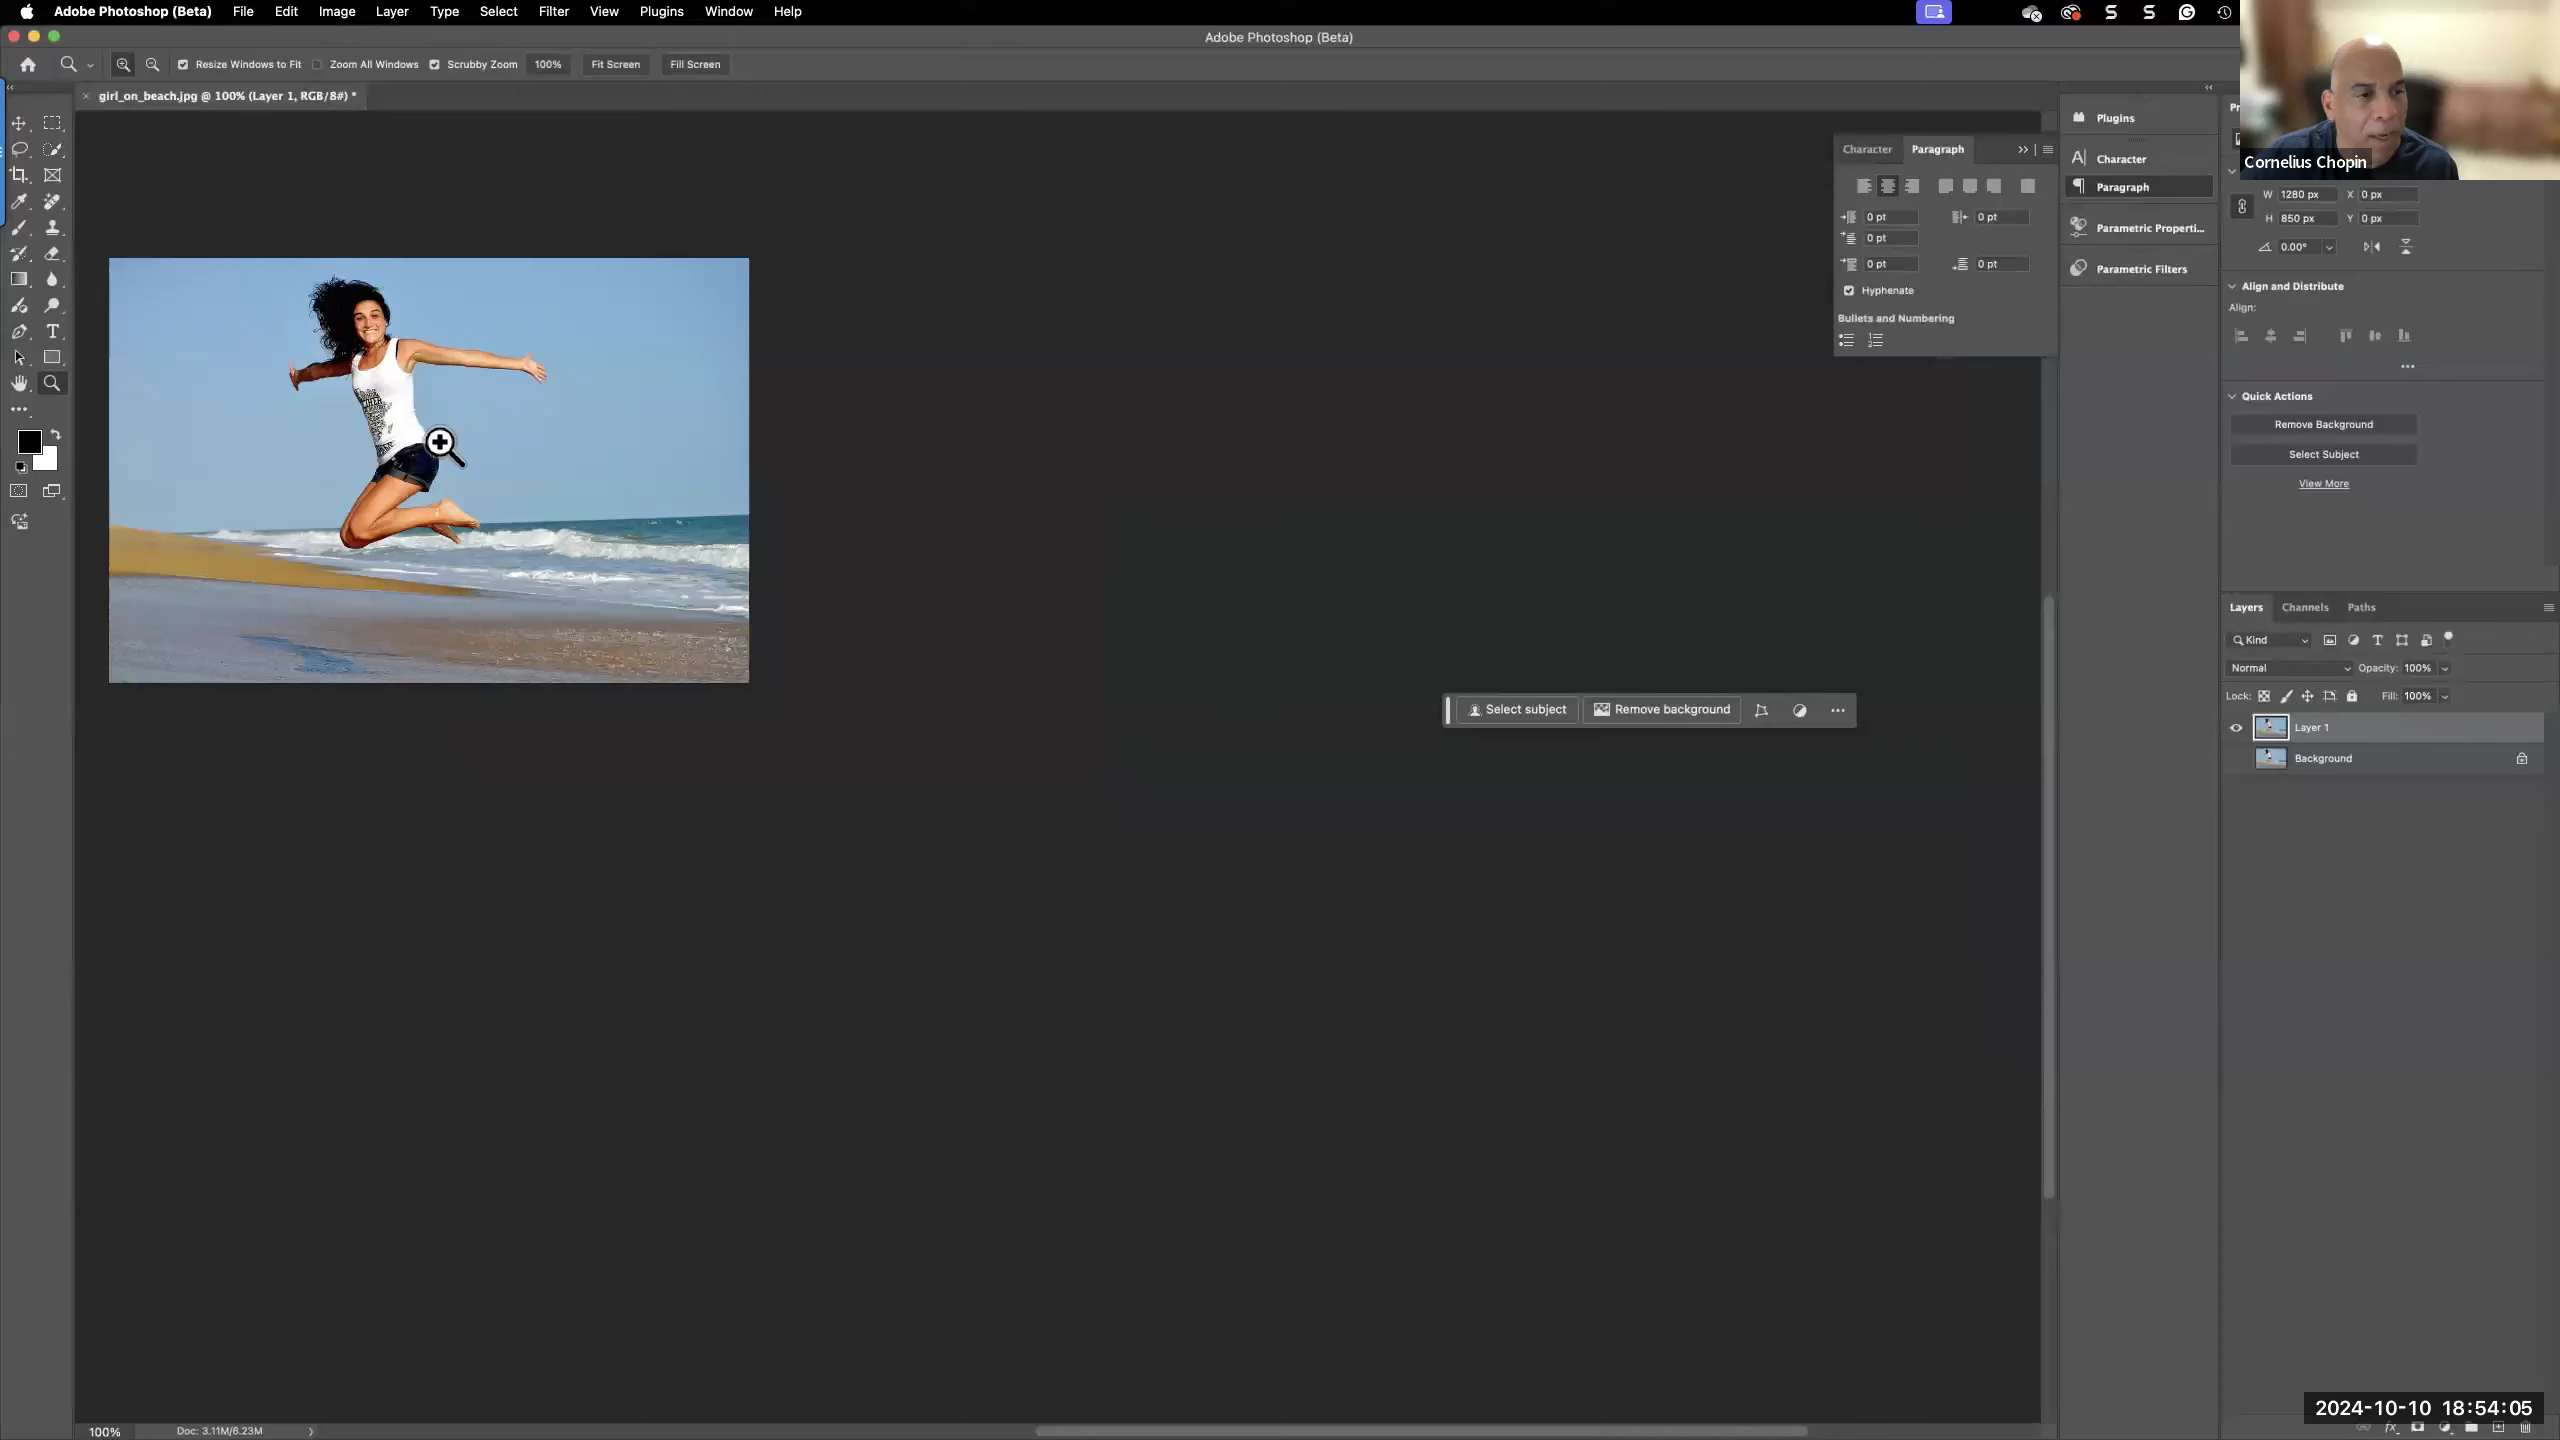 Adobe Photoshop (Beta) File Edit Image Layer Type Select Filter View Plugins Window Help
Adobe Photoshop (Beta)
Resize Windows to Fit Zoom All Windows Scrubby Zoom 100% Fit Screen Fill Screen
girl_on_beach.jpg @ 100% (Layer 1, RGB/8#) *
Character Paragraph
0 pt 0 pt
0 pt
0 pt 0 pt
Hyphenate
Bullets and Numbering
Plugins
Character
Paragraph
Parametric Properti...
Parametric Filters
Cornelius Chopin
W 1280 px X 0 px
H 850 px Y 0 px
0.00°
Align and Distribute
Align:
Quick Actions
Remove Background
Select Subject
View More
Select subject Remove background
Layers Channels Paths
Kind
Normal Opacity: 100%
Lock: Fill: 100%
Layer 1
Background
2024-10-10 18:54:05
100% Doc: 3.11M/6.23M